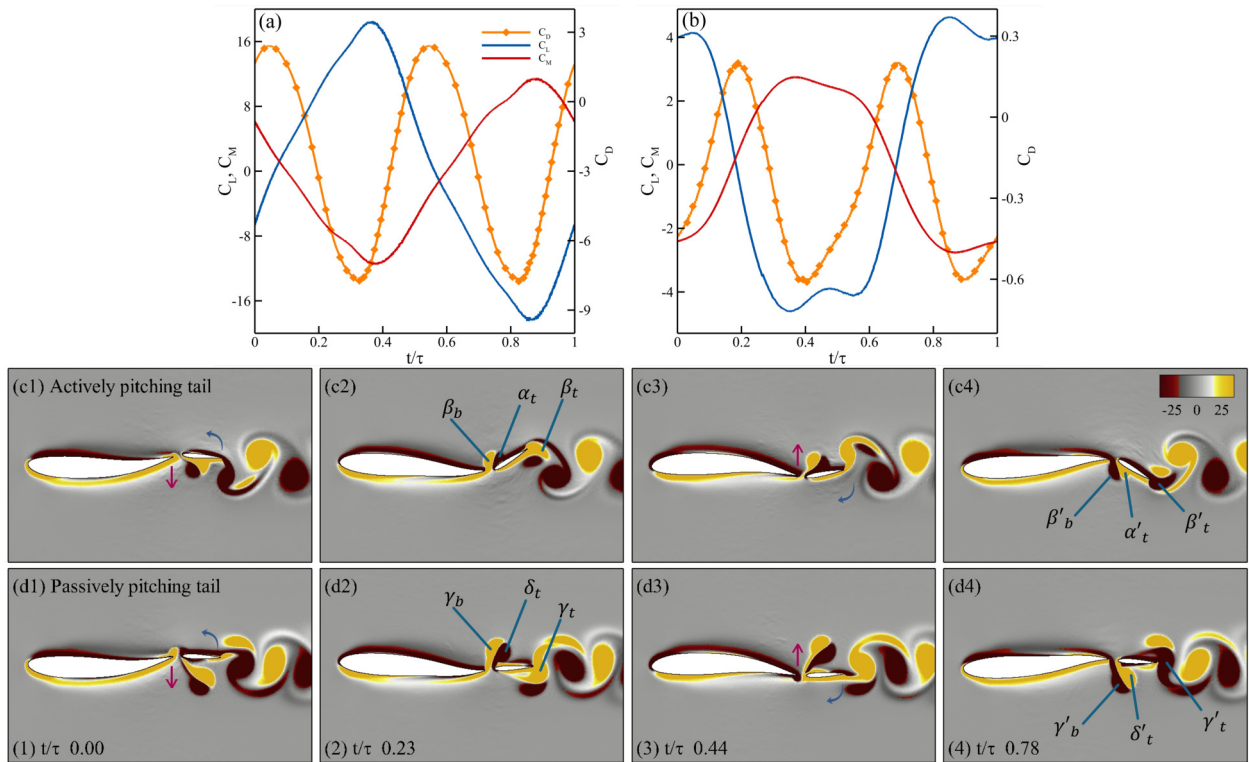 (a)
C_D
C_L
C_M
16
8
0
-8
-16
C_L, C_M
3
0
-3
-6
-9
C_D
0 0.2 0.4 0.6 0.8 1
t/τ
(b)
4
2
0
-2
-4
C_L, C_M
0.3
0
-0.3
-0.6
C_D
0 0.2 0.4 0.6 0.8 1
t/τ
(c1) Actively pitching tail
(c2)
β_b α_t β_t
(c3)
(c4)
-25 0 25
β'_b α'_t β'_t
(d1) Passively pitching tail
(1) t/τ 0.00
(d2)
γ_b δ_t γ_t
(2) t/τ 0.23
(d3)
(3) t/τ 0.44
(d4)
γ'_b δ'_t γ'_t
(4) t/τ 0.78